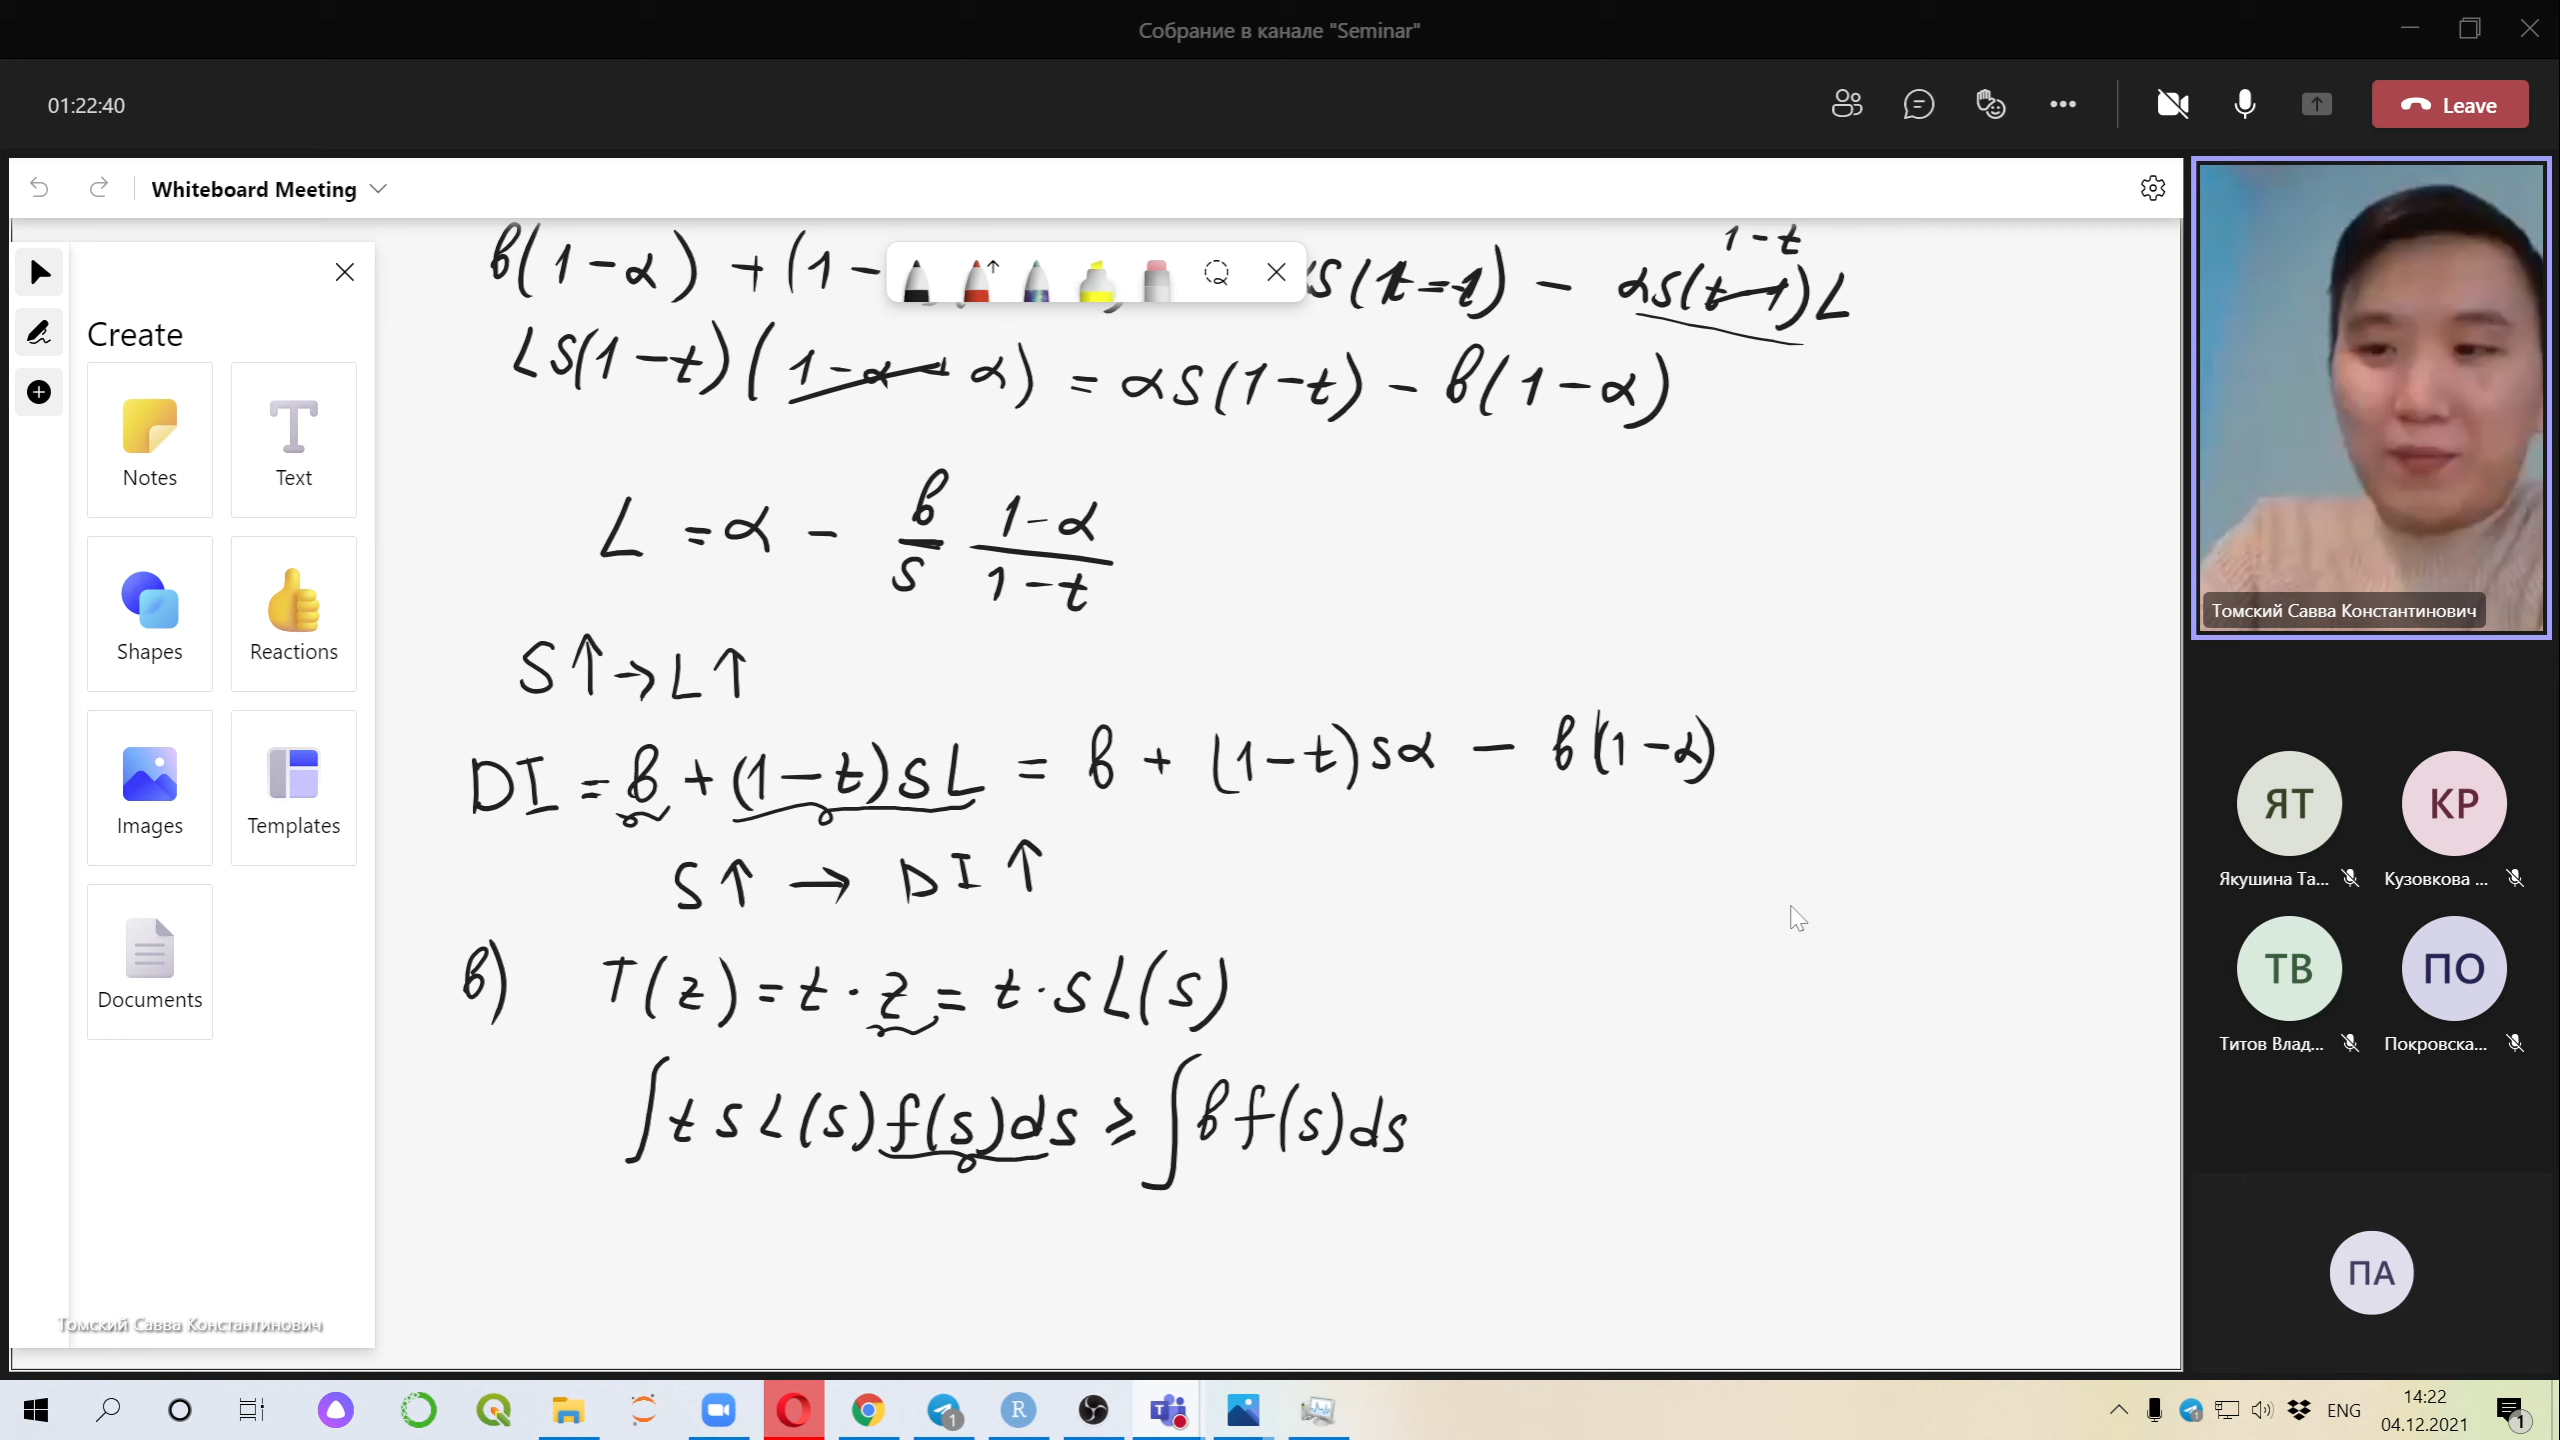 Собрание в канале "Seminar"
01:22:40
Leave
Whiteboard Meeting
Create
Notes
Text
Shapes
Reactions
Images
Templates
Documents
Томский Савва Константинович
1-t
в(1-α) + (1-
s(1-t) - αs(t-1)L
Ls(1-t)(1-α+α) = αs(1-t) - в(1-α)
L = α - в/s (1-α)/(1-t)
S↑→L↑
DI = в + (1-t)sL = в + (1-t)sα - в(1-α)
S↑ → DI↑
в) T(z) = t·z = t·sL(s)
∫tsL(s)f(s)ds ≥ ∫вf(s)ds
Томский Савва Константинович
ЯТ
КР
Якушина Та...
Кузовкова ...
ТВ
ПО
Титов Влад...
Покровска...
ПА
1
R
T
ENG
14:22
04.12.2021
1